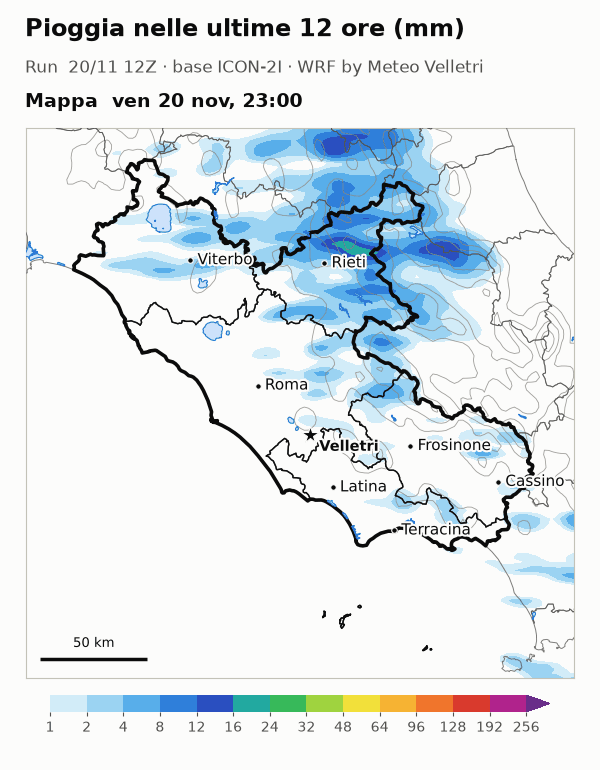 Pioggia nelle ultime 12 ore (mm)
Run 20/11 12Z · base ICON-2I · WRF by Meteo Velletri
Mappa ven 20 nov, 23:00
Viterbo
Rieti
Roma
Velletri
Frosinone
Latina
Cassino
Terracina
50 km
1 2 4 8 12 16 24 32 48 64 96 128 192 256